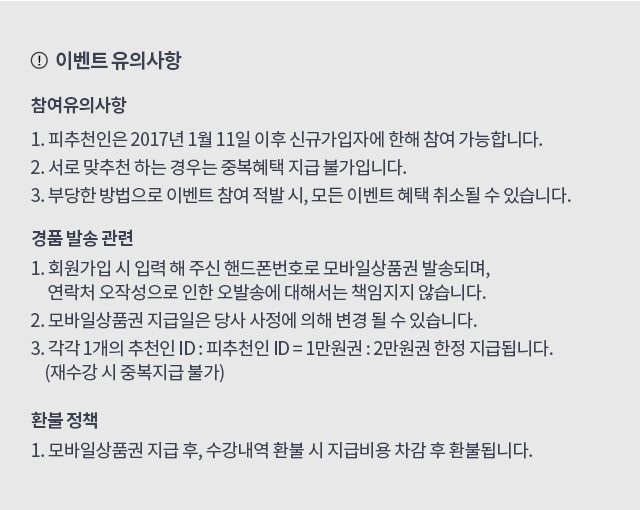 이벤트 유의사항
참여유의사항
1. 피추천인은 2017년 1월 11일 이후 신규가입자에 한해 참여 가능합니다.
2. 서로 맞추천 하는 경우는 중복혜택 지급 불가입니다.
3. 부당한 방법으로 이벤트 참여 적발 시, 모든 이벤트 혜택 취소될 수 있습니다.
경품 발송 관련
1. 회원가입 시 입력 해 주신 핸드폰번호로 모바일상품권 발송되며,
연락처 오작성으로 인한 오발송에 대해서는 책임지지 않습니다.
2. 모바일상품권 지급일은 당사 사정에 의해 변경 될 수 있습니다.
3. 각각 1개의 추천인 ID : 피추천인 ID = 1만원권 : 2만원권 한정 지급됩니다.
(재수강 시 중복지급 불가)
환불 정책
1. 모바일상품권 지급 후, 수강내역 환불 시 지급비용 차감 후 환불됩니다.